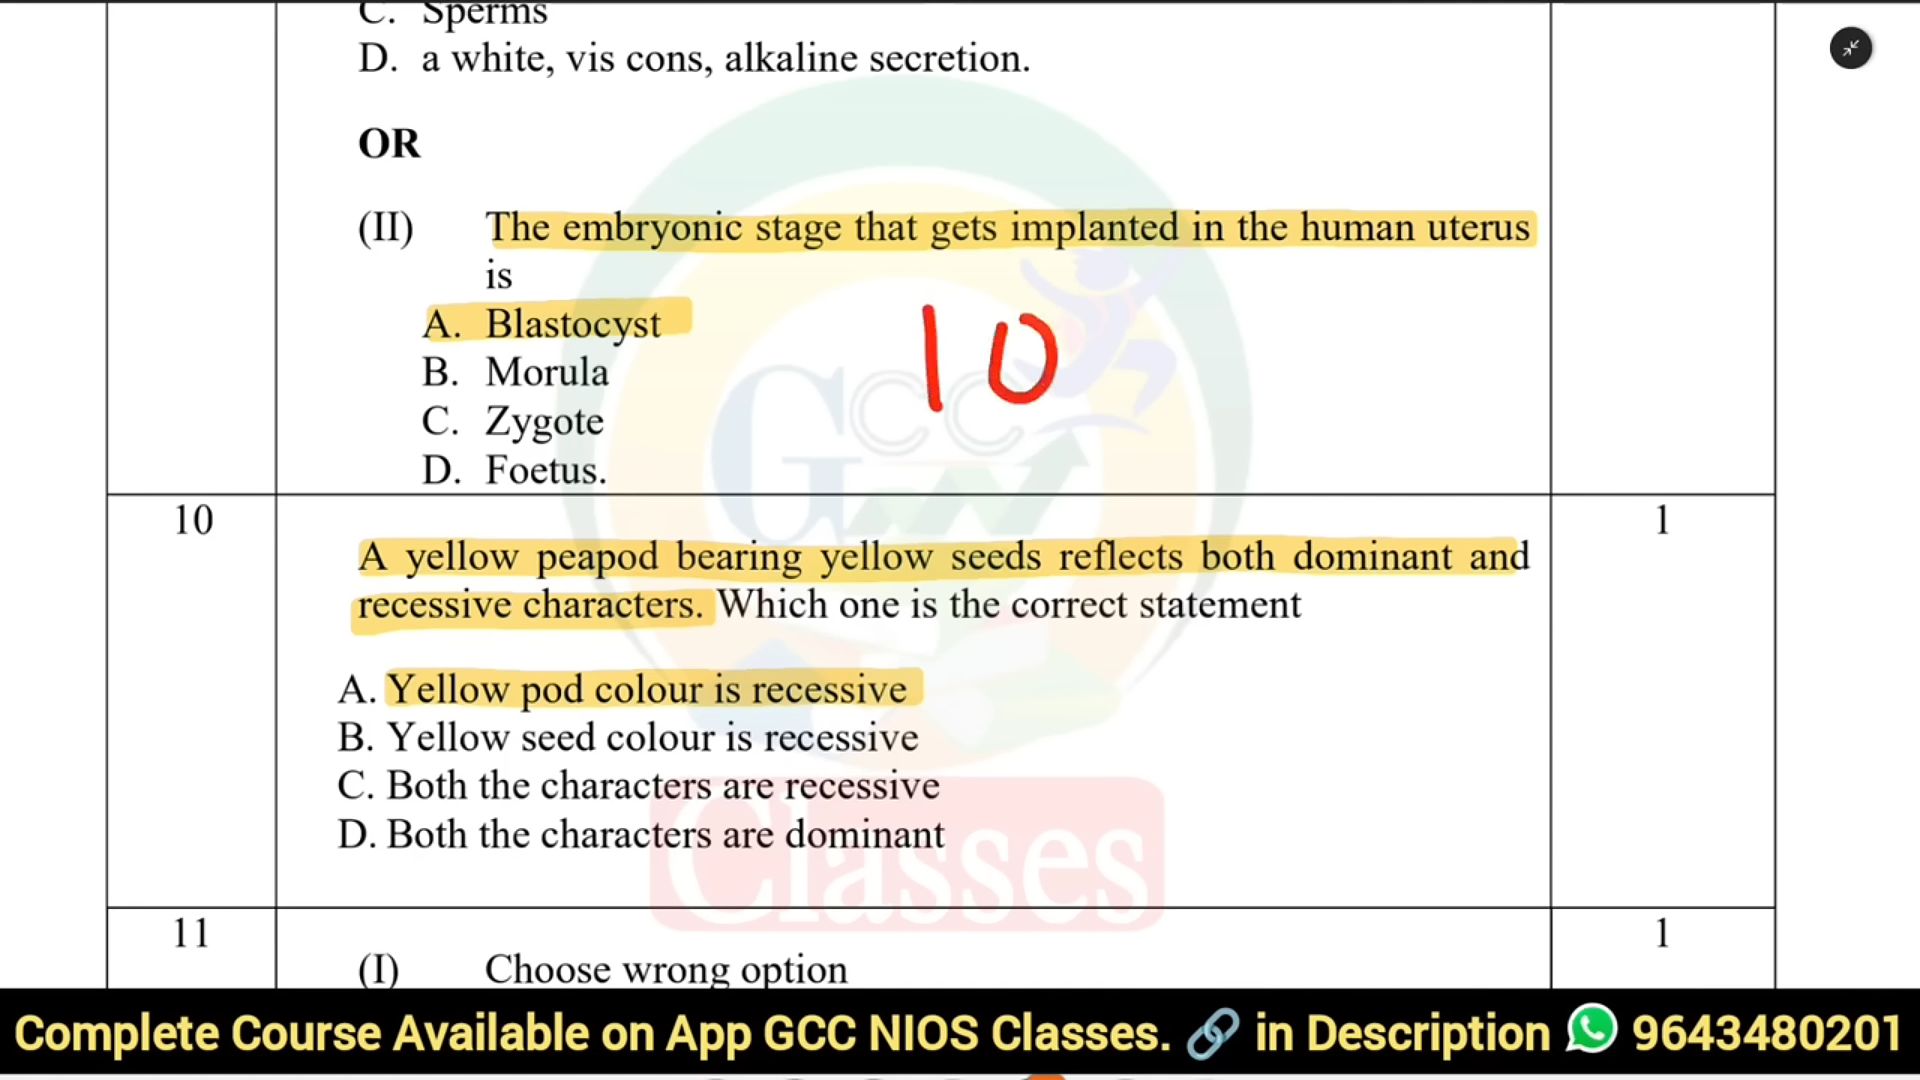 C. Sperms
D. a white, vis cons, alkaline secretion.
OR
(II) The embryonic stage that gets implanted in the human uterus
is
A. Blastocyst
B. Morula
C. Zygote
D. Foetus.
10
GCC
10
1
A yellow peapod bearing yellow seeds reflects both dominant and
recessive characters. Which one is the correct statement
A. Yellow pod colour is recessive
B. Yellow seed colour is recessive
C. Both the characters are recessive
D. Both the characters are dominant
Classes
11
1
(I) Choose wrong option
Complete Course Available on App GCC NIOS Classes. 🔗 in Description 9643480201